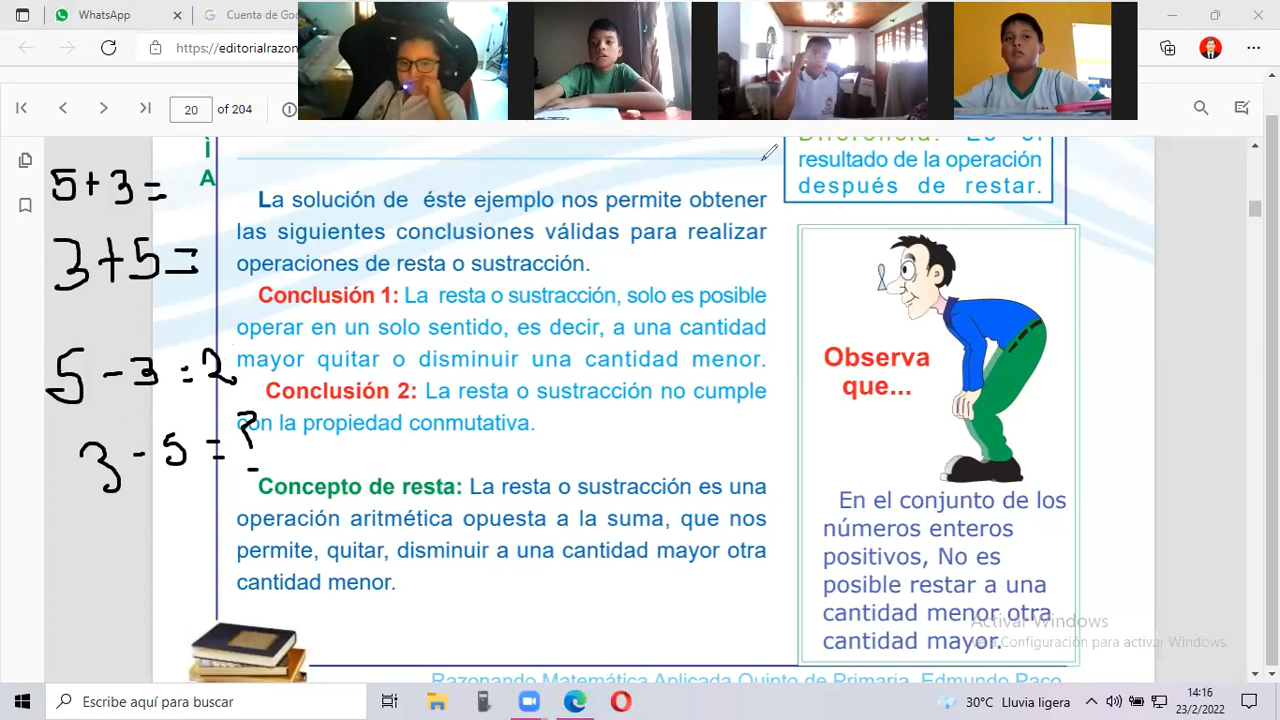 WhatsApp
Cuenta de Go
https://editorialrazon
20 de 204
Í
A
5+3=
3+5=
5-3=2
3-5=?
resultado de la operación
después de restar.
La solución de éste ejemplo nos permite obtener
las siguientes conclusiones válidas para realizar
operaciones de resta o sustracción.
Conclusión 1: La resta o sustracción, solo es posible
operar en un solo sentido, es decir, a una cantidad
mayor quitar o disminuir una cantidad menor.
Conclusión 2: La resta o sustracción no cumple
con la propiedad conmutativa.
Concepto de resta: La resta o sustracción es una
operación aritmética opuesta a la suma, que nos
permite, quitar, disminuir a una cantidad mayor otra
cantidad menor.
Observa
que...
En el conjunto de los
números enteros
positivos, No es
posible restar a una
cantidad menor otra
cantidad mayor.
Activar Windows
Configuración para activar Windows.
Razonando Matemática Aplicada Quinto de Primaria, Edmundo Paco
Escribe aquí para buscar
30°C Lluvia ligera
14:16
23/2/2022